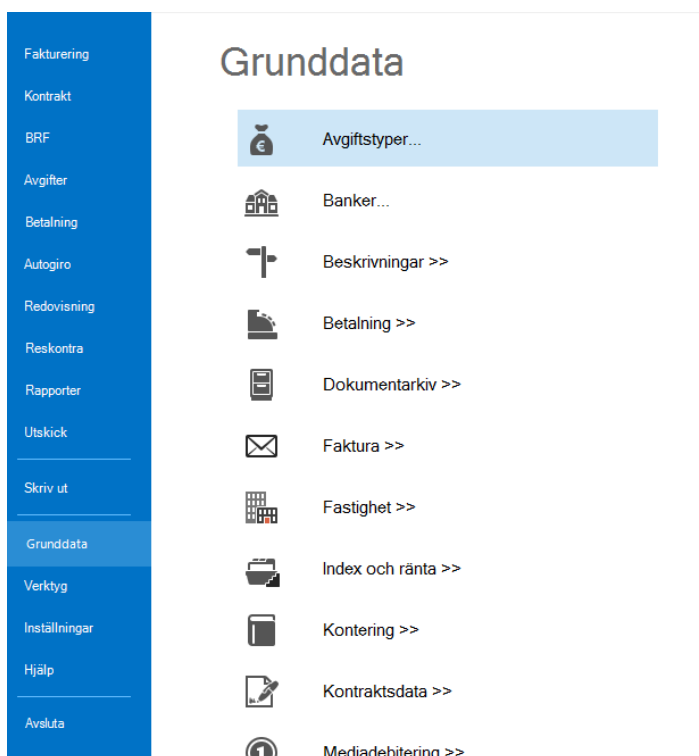 Fakturering
Kontrakt
BRF
Avgifter
Betalning
Autogiro
Redovisning
Reskontra
Rapporter
Utskick
Skriv ut
Grunddata
Verktyg
Inställningar
Hjälp
Avsluta
Grunddata
Avgiftstyper...
Banker...
Beskrivningar >>
Betalning >>
Dokumentarkiv >>
Faktura >>
Fastighet >>
Index och ränta >>
Kontering >>
Kontraktsdata >>
Mediadebitering >>